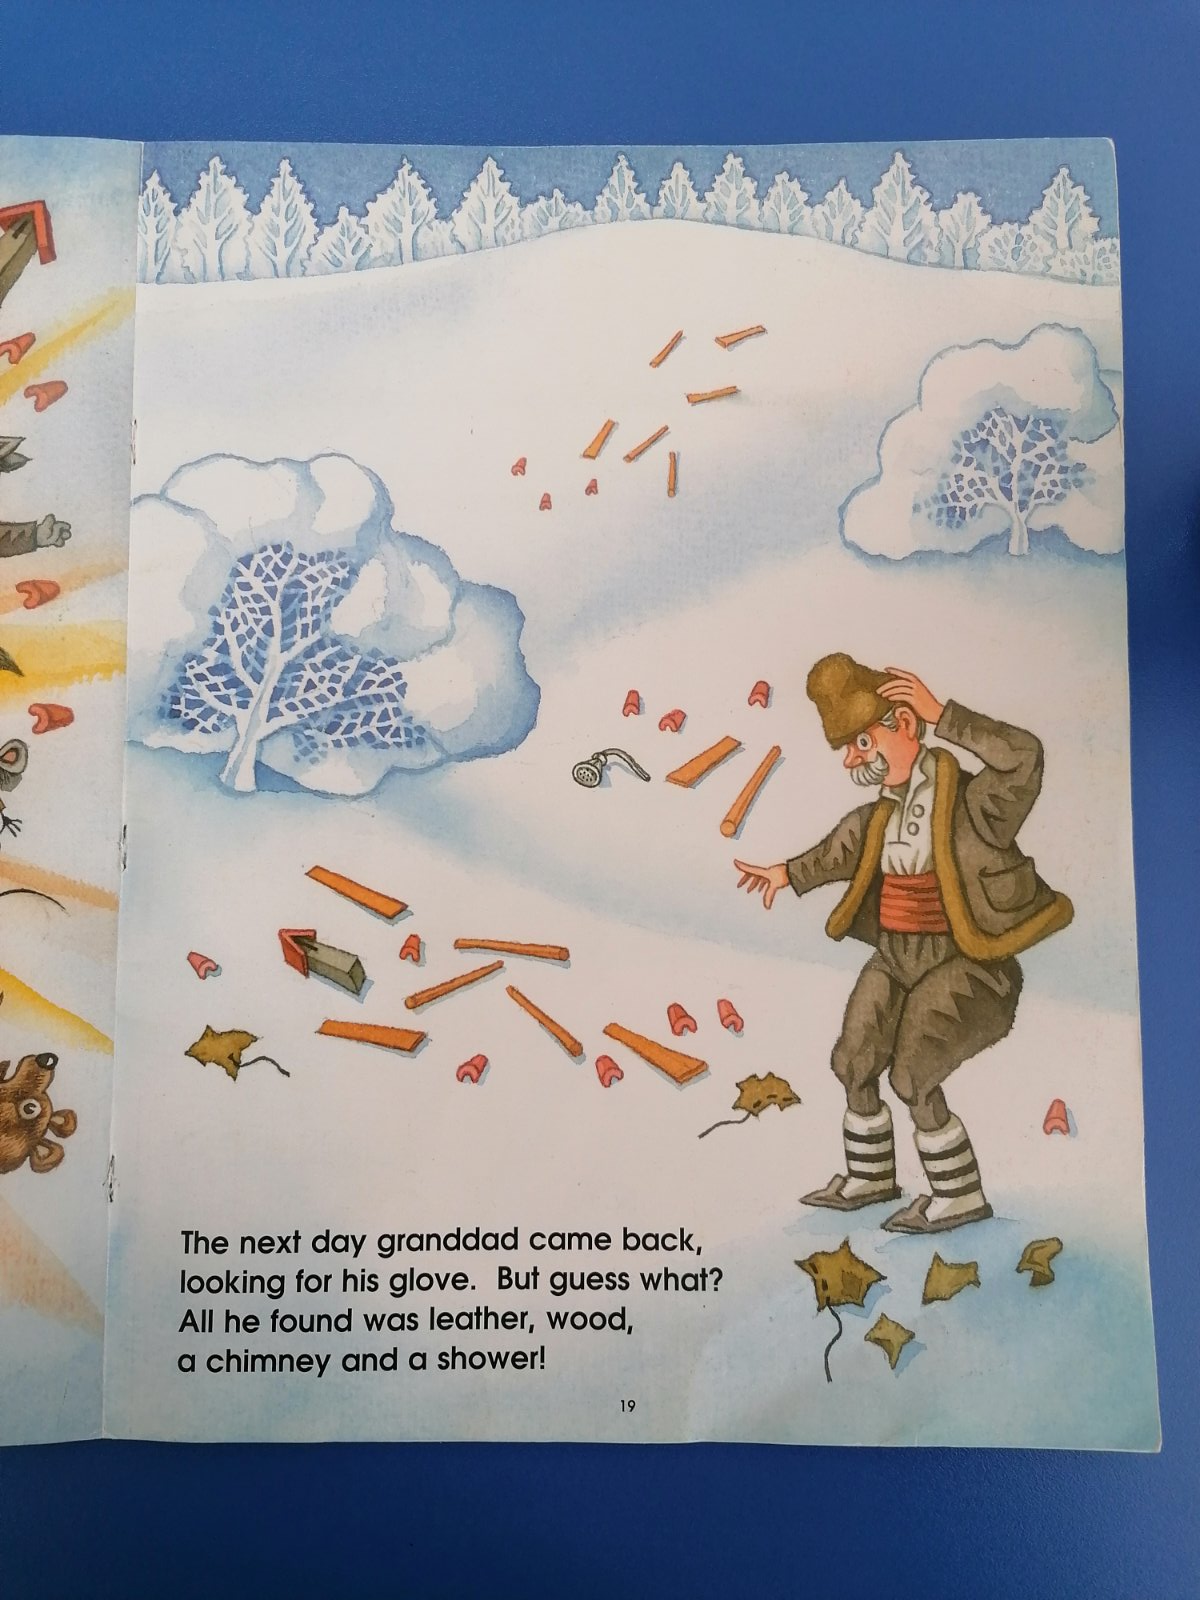 The next day granddad came back,
looking for his glove. But guess what?
All he found was leather, wood,
a chimney and a shower!
19